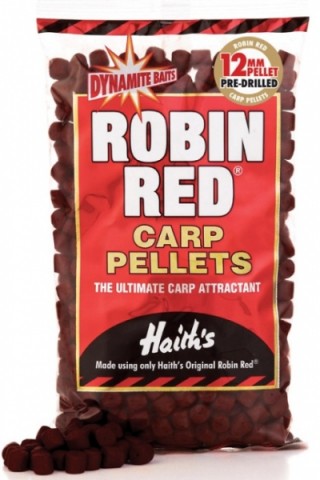 DYNAMITE BAITS
ROBIN RED
12MM
PELLET
PRE-DRILLED
CARP PELLETS
ROBIN
RED®
CARP
PELLETS
THE ULTIMATE CARP ATTRACTANT
Haith's
Made using only Haith's Original Robin Red®